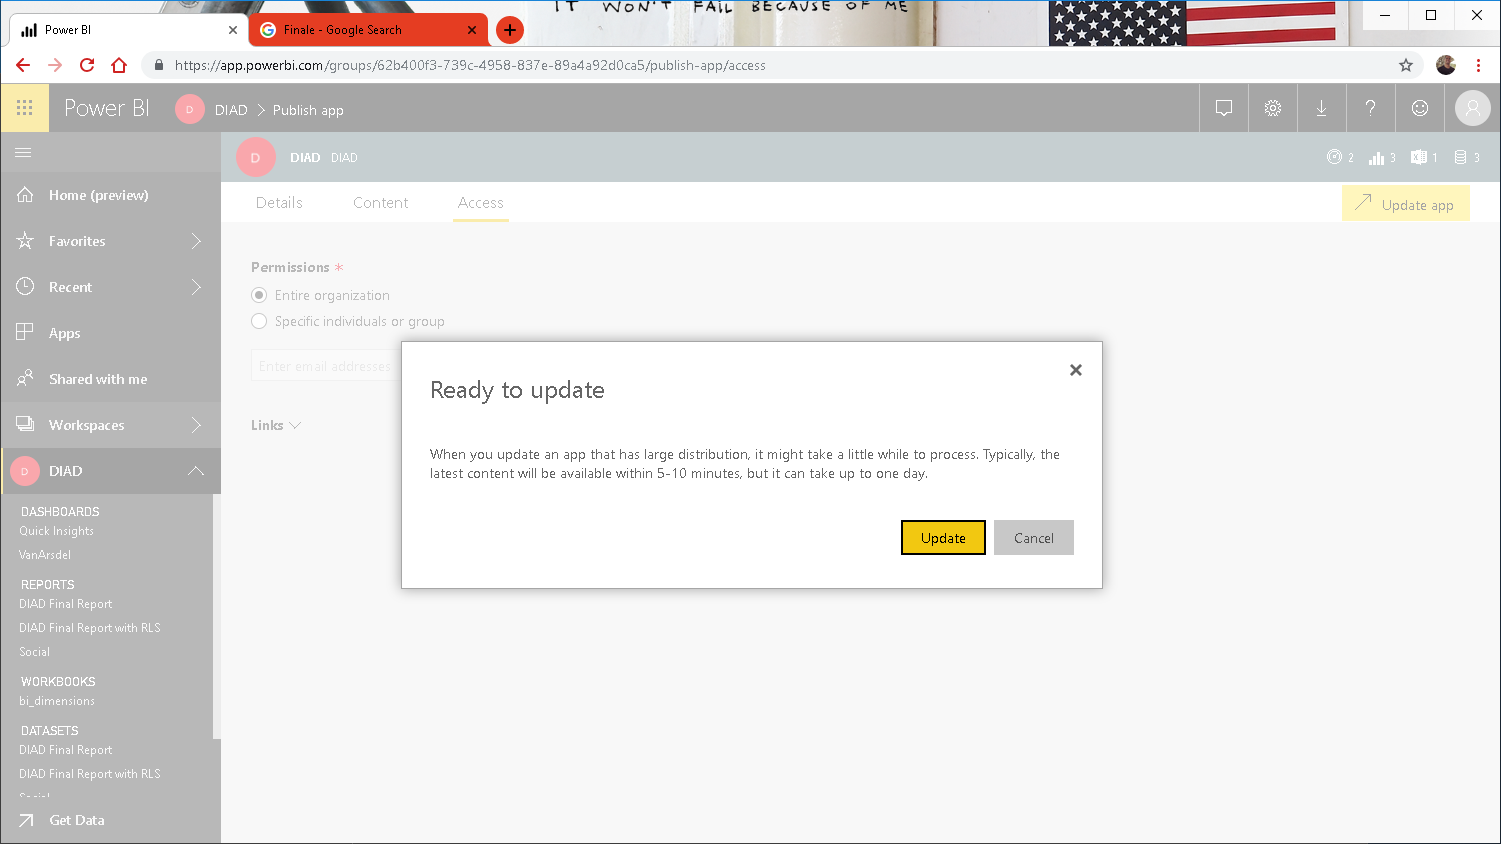 IT WON'T FAIL BECAUSE OF ME
Power BI
Finale - Google Search
https://app.powerbi.com/groups/62b400f3-739c-4958-837e-89a4a92d0ca5/publish-app/access
Power BI
D
DIAD
Publish app
D
DIAD DIAD
2
3
1
3
Home (preview)
Favorites
Recent
Apps
Shared with me
Workspaces
D
DIAD
DASHBOARDS
Quick Insights
VanArsdel
REPORTS
DIAD Final Report
DIAD Final Report with RLS
Social
WORKBOOKS
bi_dimensions
DATASETS
DIAD Final Report
DIAD Final Report with RLS
Social
Get Data
Details
Content
Access
Update app
Permissions *
Entire organization
Specific individuals or group
Enter email addresses
Links
Ready to update
When you update an app that has large distribution, it might take a little while to process. Typically, the
latest content will be available within 5-10 minutes, but it can take up to one day.
Update
Cancel